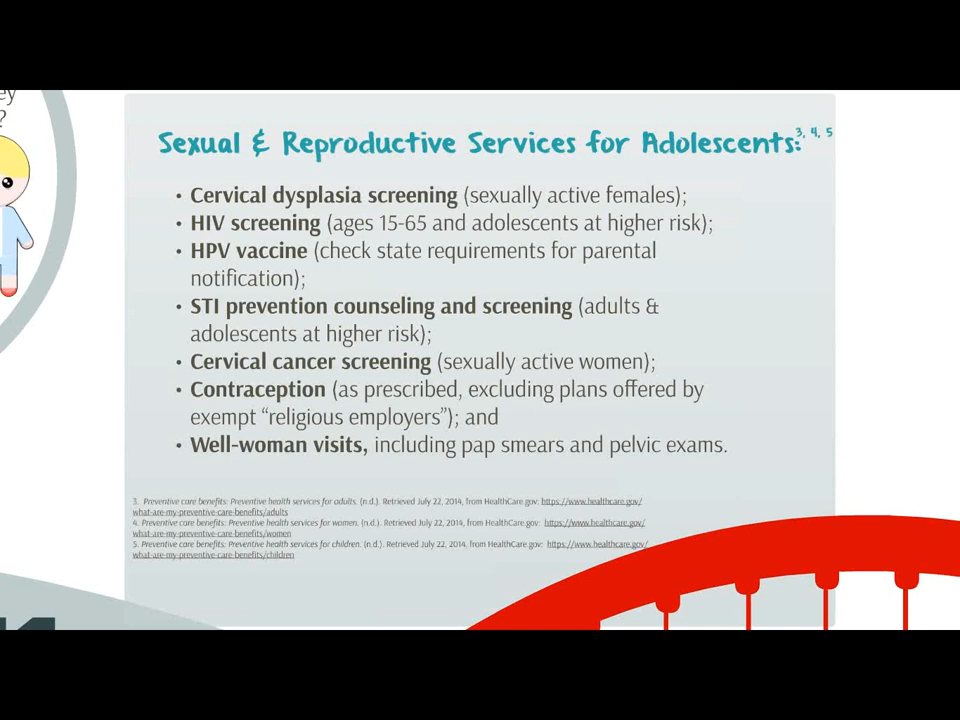 ey
?
Sexual & Reproductive Services for Adolescents:3, 4, 5
• Cervical dysplasia screening (sexually active females);
• HIV screening (ages 15-65 and adolescents at higher risk);
• HPV vaccine (check state requirements for parental
notification);
• STI prevention counseling and screening (adults &
adolescents at higher risk);
• Cervical cancer screening (sexually active women);
• Contraception (as prescribed, excluding plans offered by
exempt “religious employers”); and
• Well-woman visits, including pap smears and pelvic exams.
3. Preventive care benefits: Preventive health services for adults. (n.d.). Retrieved July 22, 2014, from HealthCare.gov: https://www.healthcare.gov/
what-are-my-preventive-care-benefits/adults
4. Preventive care benefits: Preventive health services for women. (n.d.). Retrieved July 22, 2014, from HealthCare.gov: https://www.healthcare.gov/
what-are-my-preventive-care-benefits/women
5. Preventive care benefits: Preventive health services for children. (n.d.). Retrieved July 22, 2014, from HealthCare.gov: https://www.healthcare.gov/
what-are-my-preventive-care-benefits/children